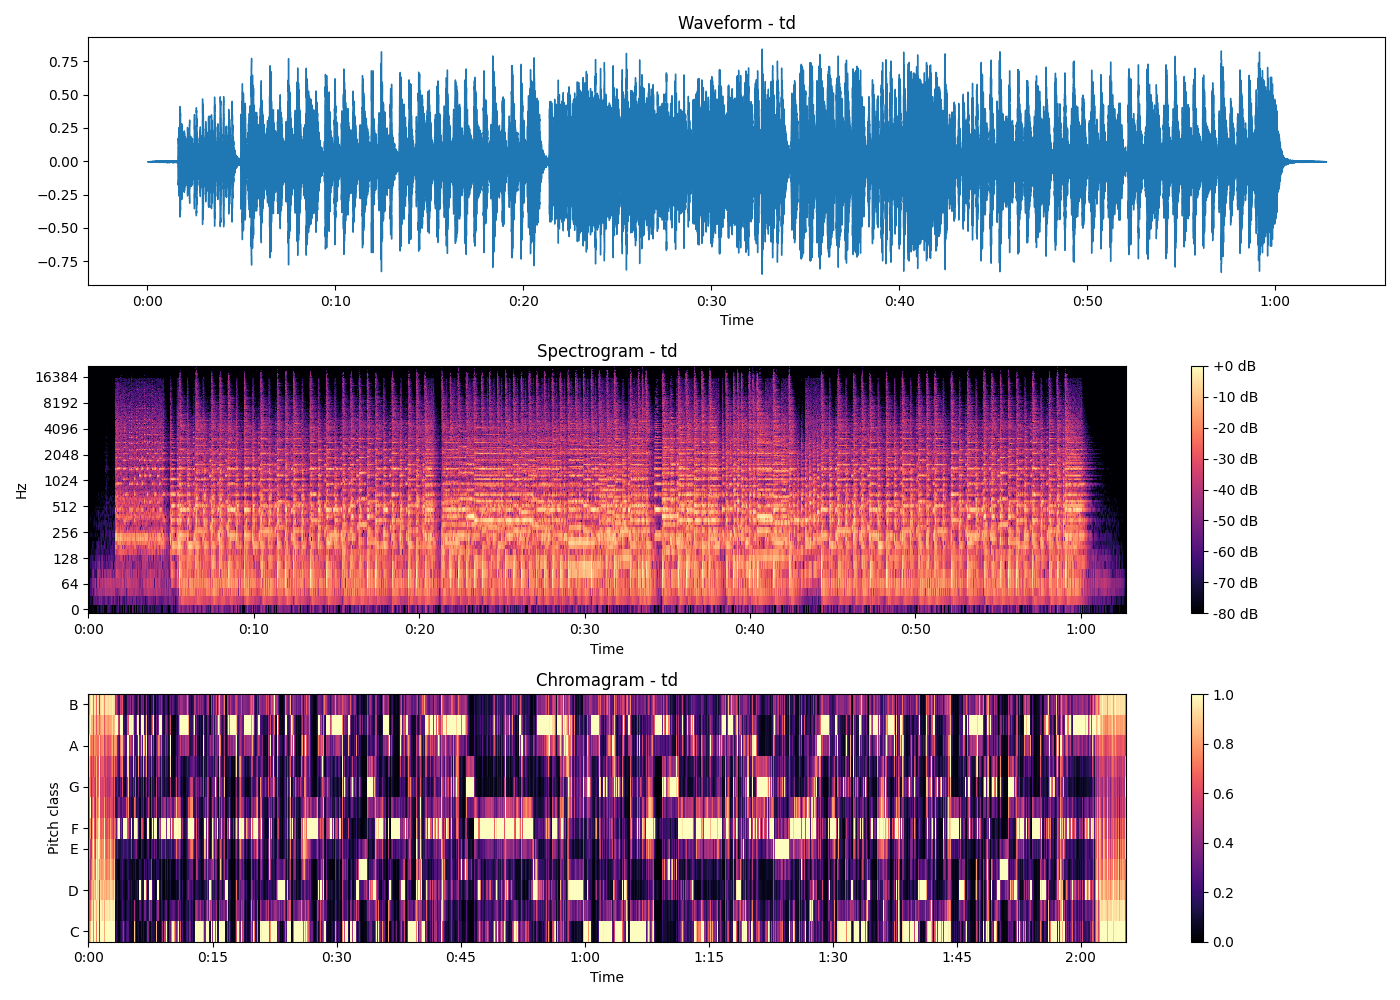 Waveform - td
0.75
0.50
0.25
0.00
−0.25
−0.50
−0.75
0:00 0:10 0:20 0:30 0:40 0:50 1:00
Time
Spectrogram - td
Hz
16384
8192
4096
2048
1024
512
256
128
64
0
0:00 0:10 0:20 0:30 0:40 0:50 1:00
Time
+0 dB
-10 dB
-20 dB
-30 dB
-40 dB
-50 dB
-60 dB
-70 dB
-80 dB
Chromagram - td
Pitch class
B
A
G
F
E
D
C
0:00 0:15 0:30 0:45 1:00 1:15 1:30 1:45 2:00
Time
1.0
0.8
0.6
0.4
0.2
0.0